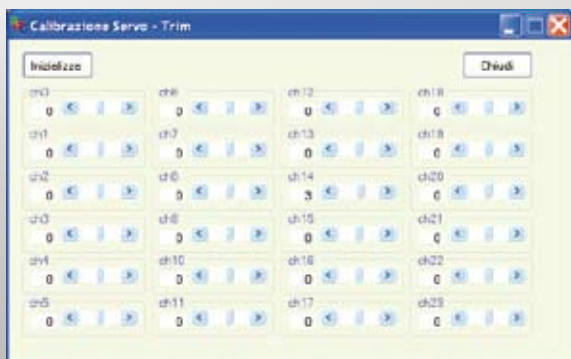 Calibrazione Servo - Trim
Inizializza
Chiudi
ch0 ch6 ch12 ch18
0 0 0 0
ch1 ch7 ch13 ch19
0 0 0 0
ch2 ch8 ch14 ch20
0 0 3 0
ch3 ch9 ch15 ch21
0 0 0 0
ch4 ch10 ch16 ch22
0 0 0 0
ch5 ch11 ch17 ch23
0 0 0 0